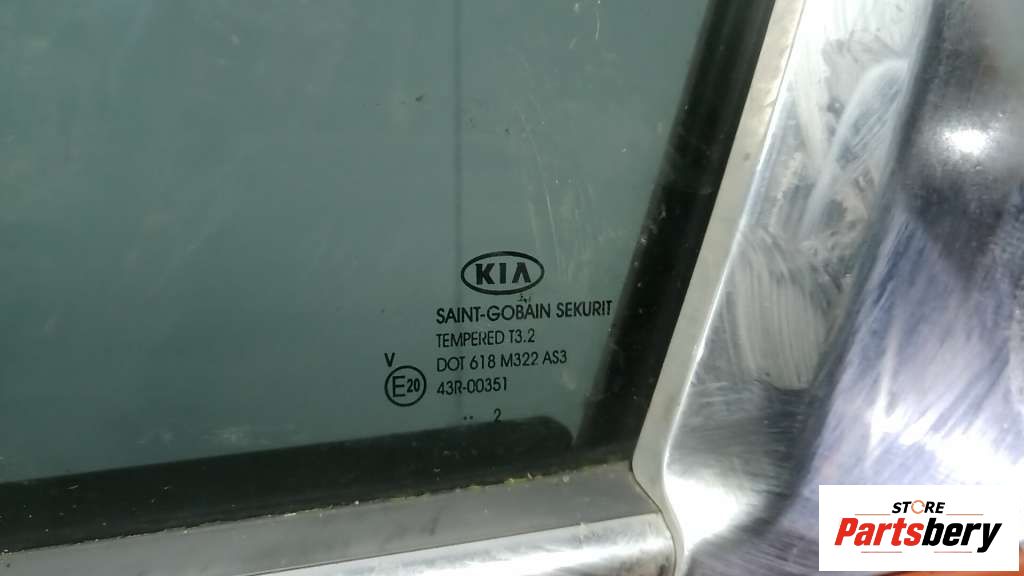 KIA
SAINT-GOBAIN SEKURIT
TEMPERED T3.2
V
DOT 618 M322 AS3
E20
43R-00351
.. 2
STORE
Partsbery